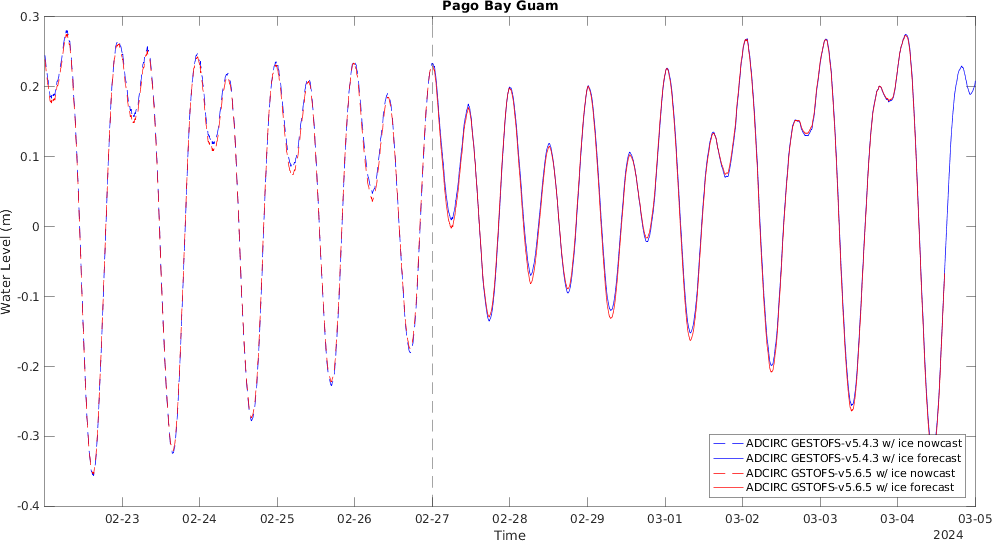 Pago Bay Guam
0.3
0.2
0.1
0
-0.1
-0.2
-0.3
-0.4
Water Level (m)
ADCIRC GESTOFS-v5.4.3 w/ ice nowcast
ADCIRC GESTOFS-v5.4.3 w/ ice forecast
ADCIRC GSTOFS-v5.6.5 w/ ice nowcast
ADCIRC GSTOFS-v5.6.5 w/ ice forecast
02-23 02-24 02-25 02-26 02-27 02-28 02-29 03-01 03-02 03-03 03-04 03-05
Time
2024